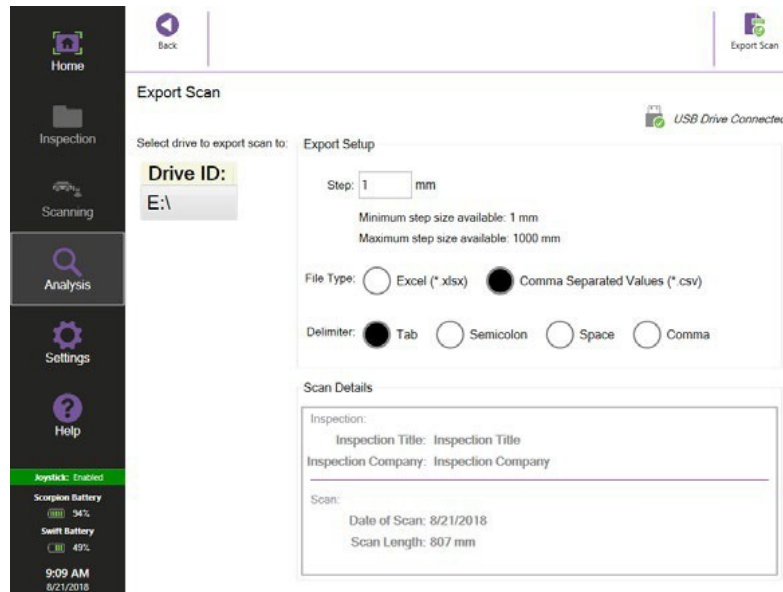 Home
Inspection
Scanning
Analysis
Settings
Help
Joystick: Enabled
Scorpion Battery
94%
Swift Battery
49%
9:09 AM
8/21/2018
Back
Export Scan
Export Scan
USB Drive Connected
Select drive to export scan to:
Drive ID:
E:\
Export Setup
Step: 1 mm
Minimum step size available: 1 mm
Maximum step size available: 1000 mm
File Type: Excel (*.xlsx) Comma Separated Values (*.csv)
Delimiter: Tab Semicolon Space Comma
Scan Details
Inspection:
Inspection Title: Inspection Title
Inspection Company: Inspection Company
Scan:
Date of Scan: 8/21/2018
Scan Length: 807 mm